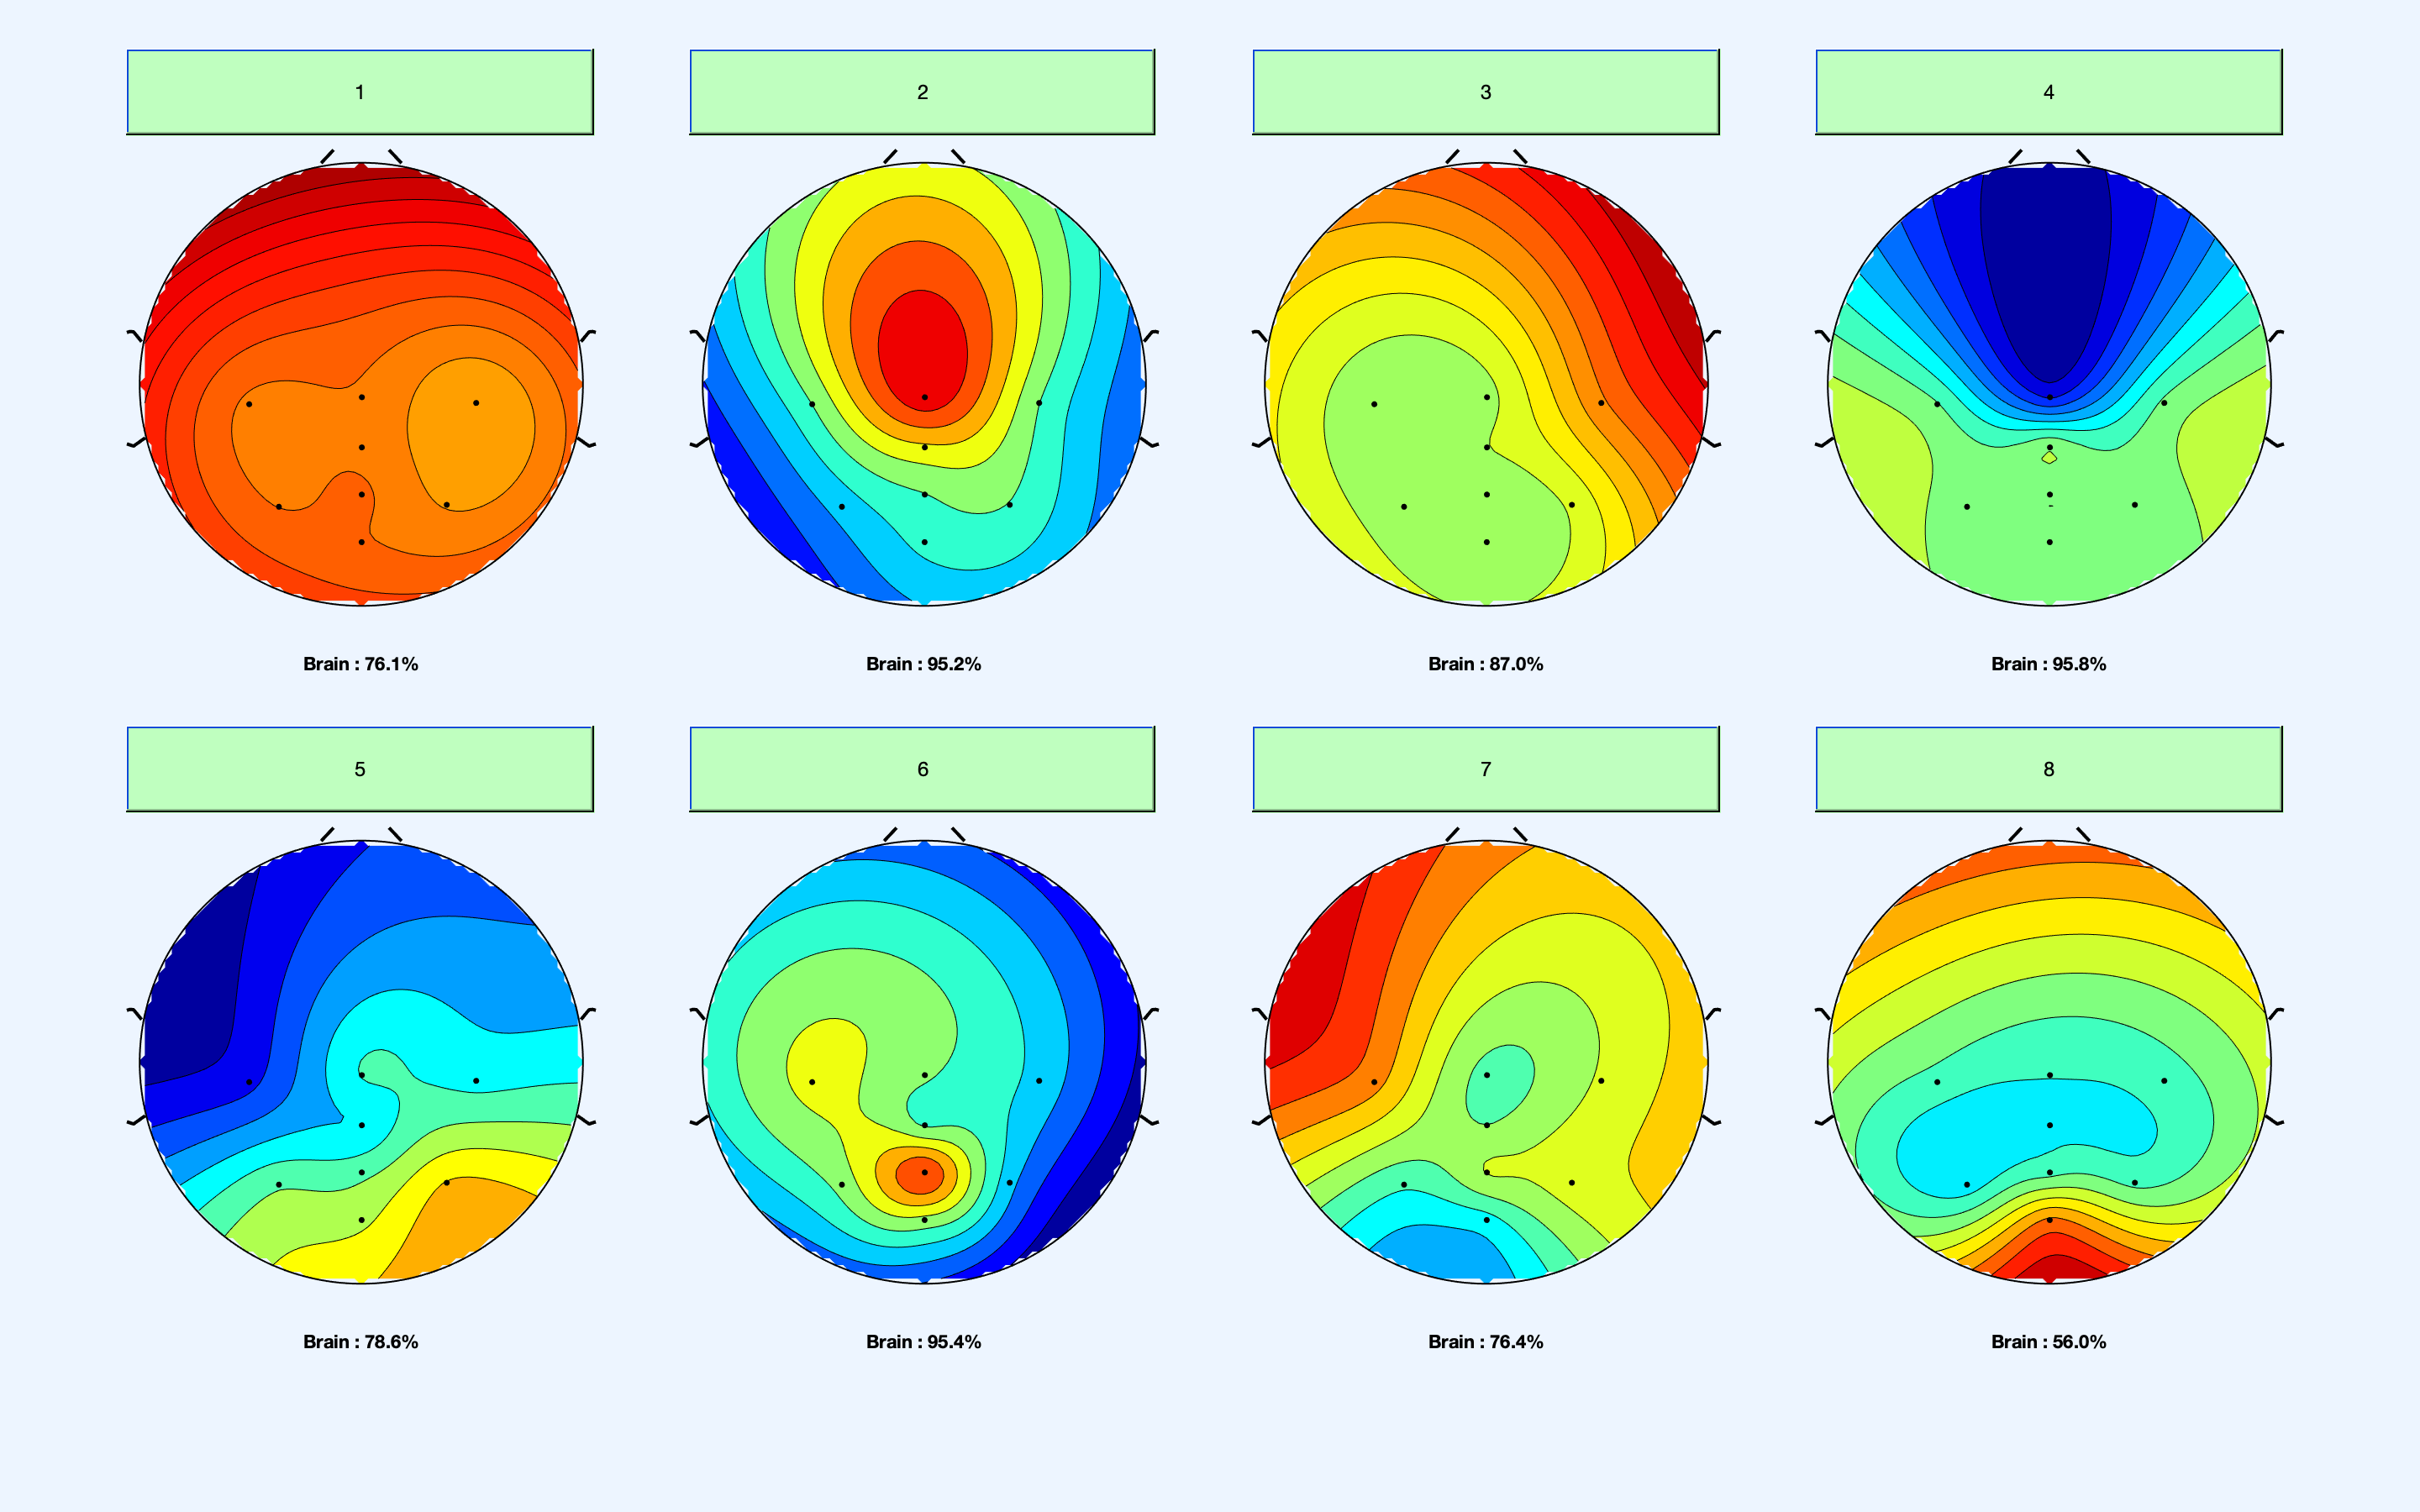 1
2
3
4
Brain : 76.1%
Brain : 95.2%
Brain : 87.0%
Brain : 95.8%
5
6
7
8
Brain : 78.6%
Brain : 95.4%
Brain : 76.4%
Brain : 56.0%